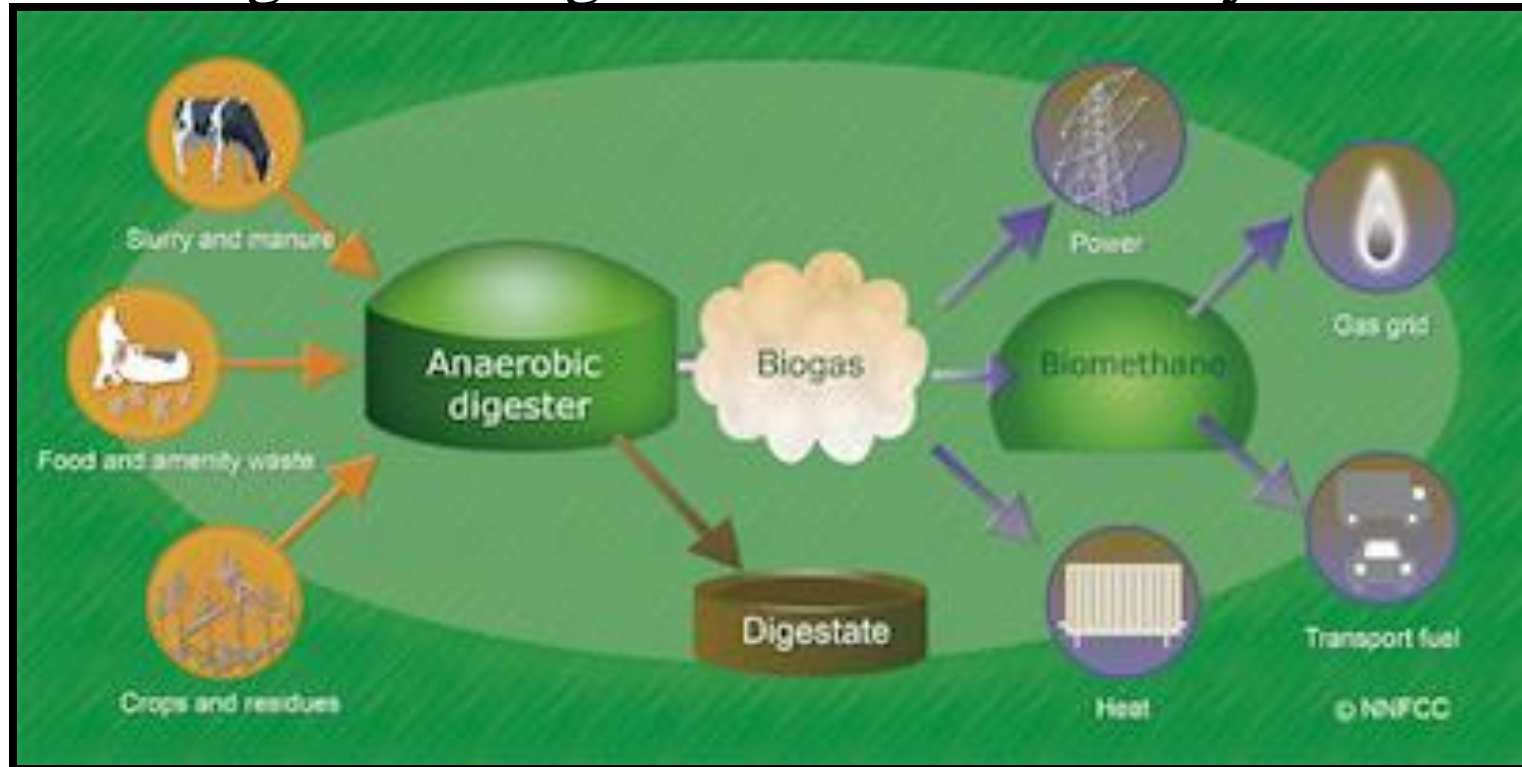 Slurry and manure
Power
Gas grid
Anaerobic
digester
Biogas
Biomethane
Food and amenity waste
Digestate
Transport fuel
Crops and residues
Heat
© NNFCC